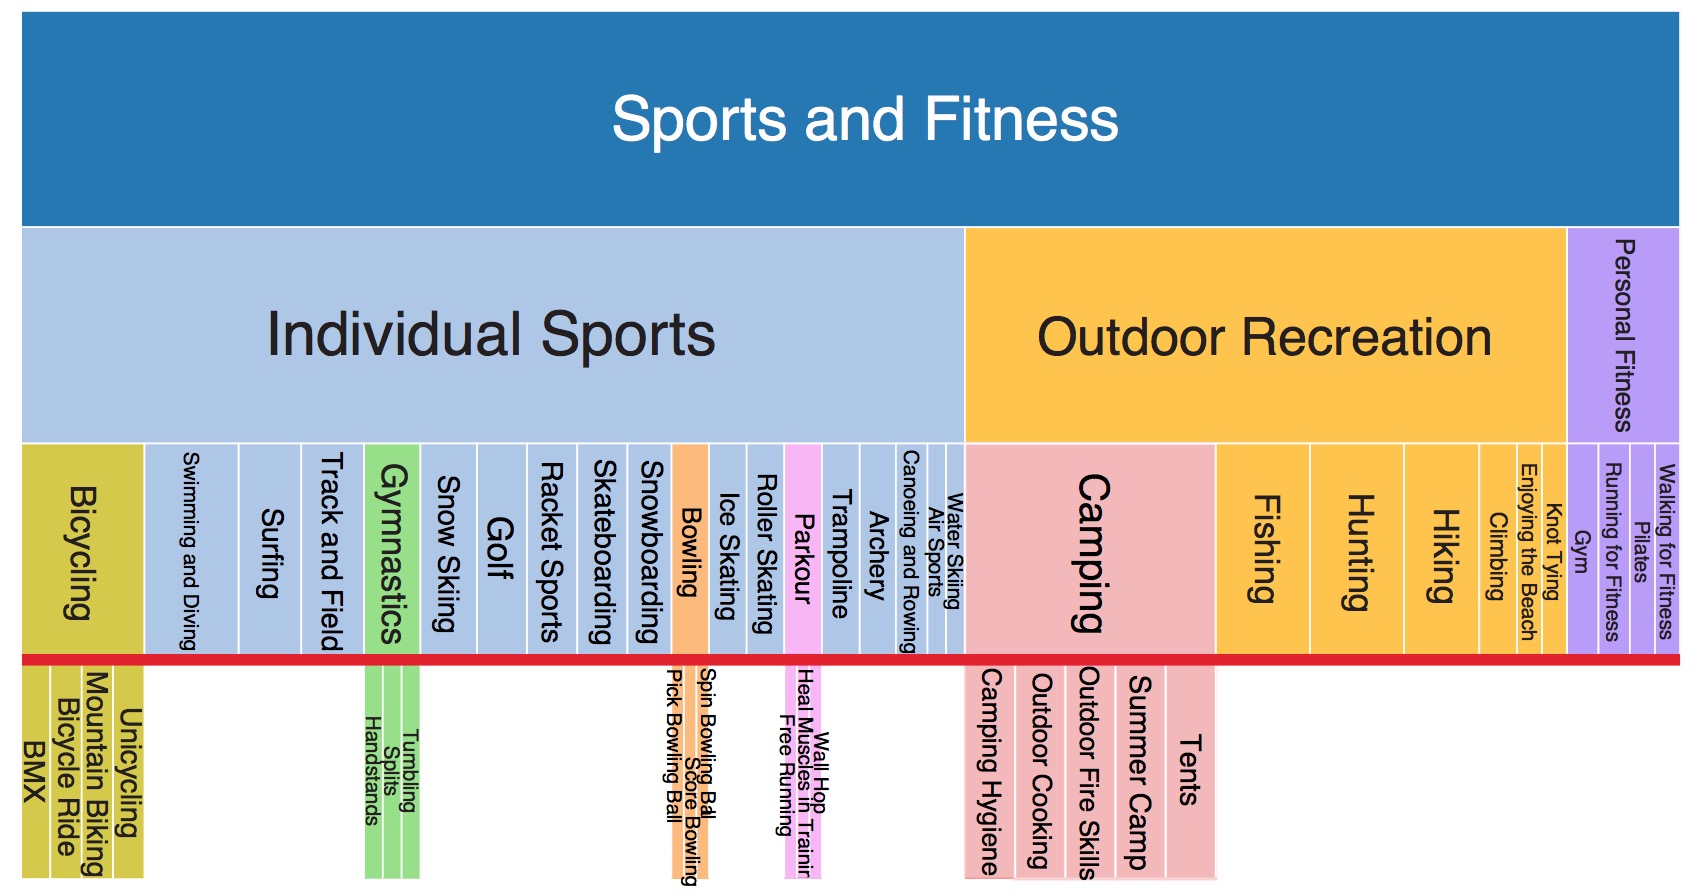 Sports and Fitness
Individual Sports
Outdoor Recreation
Personal Fitness
Bicycling
Swimming and Diving
Surfing
Track and Field
Gymnastics
Snow Skiing
Golf
Racket Sports
Skateboarding
Snowboarding
Bowling
Ice Skating
Roller Skating
Parkour
Trampoline
Archery
Canoeing and Rowing
Air Sports
Water Skiing
Camping
Fishing
Hunting
Hiking
Climbing
Enjoying the Beach
Knot Tying
Gym
Running for Fitness
Pilates
Walking for Fitness
BMX
Bicycle Ride
Mountain Biking
Unicycling
Handstands
Splits
Tumbling
Pick Bowling Ball
Score Bowling
Spin Bowling Bal
Free Running
Heal Muscles in Trainin
Wall Hop
Camping Hygiene
Outdoor Cooking
Outdoor Fire Skills
Summer Camp
Tents